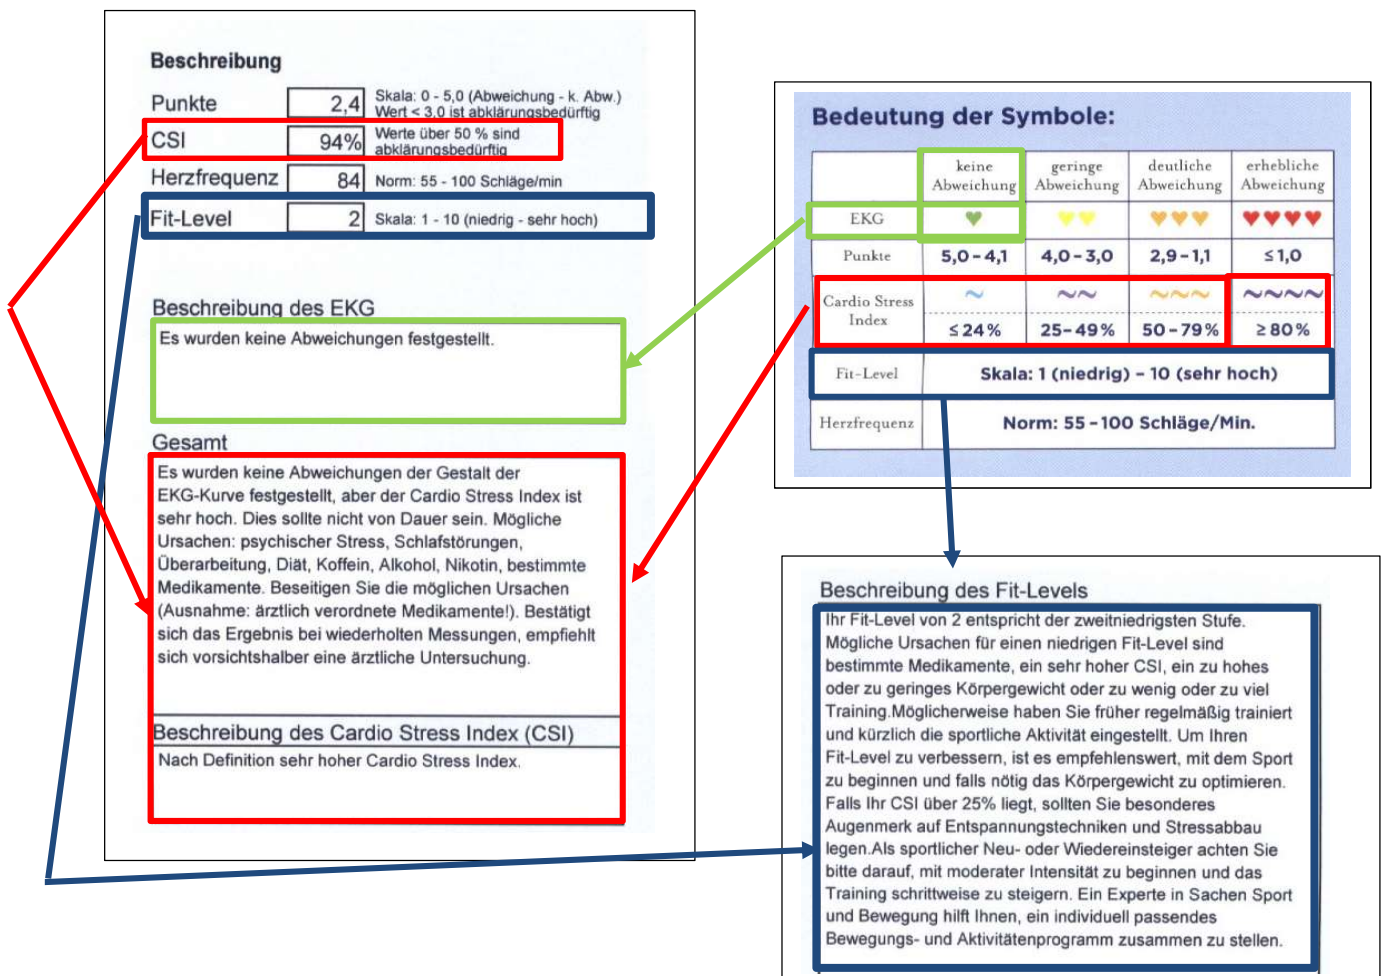 Beschreibung
Punkte 2,4 Skala: 0 - 5,0 (Abweichung - k. Abw.)
Wert < 3,0 ist abklärungsbedürftig
CSI 94% Werte über 50 % sind
abklärungsbedürftig
Herzfrequenz 84 Norm: 55 - 100 Schläge/min
Fit-Level 2 Skala: 1 - 10 (niedrig - sehr hoch)
Beschreibung des EKG
Es wurden keine Abweichungen festgestellt.
Gesamt
Es wurden keine Abweichungen der Gestalt der
EKG-Kurve festgestellt, aber der Cardio Stress Index ist
sehr hoch. Dies sollte nicht von Dauer sein. Mögliche
Ursachen: psychischer Stress, Schlafstörungen,
Überarbeitung, Diät, Koffein, Alkohol, Nikotin, bestimmte
Medikamente. Beseitigen Sie die möglichen Ursachen
(Ausnahme: ärztlich verordnete Medikamente!). Bestätigt
sich das Ergebnis bei wiederholten Messungen, empfiehlt
sich vorsichtshalber eine ärztliche Untersuchung.
Beschreibung des Cardio Stress Index (CSI)
Nach Definition sehr hoher Cardio Stress Index.
Bedeutung der Symbole:
keine Abweichung geringe Abweichung deutliche Abweichung erhebliche Abweichung
EKG ♥ ♥♥ ♥♥♥ ♥♥♥♥
Punkte 5,0 – 4,1 4,0 – 3,0 2,9 – 1,1 ≤ 1,0
Cardio Stress Index ~ ~~ ~~~ ~~~~
≤ 24 % 25 – 49 % 50 – 79 % ≥ 80 %
Fit-Level Skala: 1 (niedrig) – 10 (sehr hoch)
Herzfrequenz Norm: 55 – 100 Schläge/Min.
Beschreibung des Fit-Levels
Ihr Fit-Level von 2 entspricht der zweitniedrigsten Stufe.
Mögliche Ursachen für einen niedrigen Fit-Level sind
bestimmte Medikamente, ein sehr hoher CSI, ein zu hohes
oder zu geringes Körpergewicht oder zu wenig oder zu viel
Training.Möglicherweise haben Sie früher regelmäßig trainiert
und kürzlich die sportliche Aktivität eingestellt. Um Ihren
Fit-Level zu verbessern, ist es empfehlenswert, mit dem Sport
zu beginnen und falls nötig das Körpergewicht zu optimieren.
Falls Ihr CSI über 25% liegt, sollten Sie besonderes
Augenmerk auf Entspannungstechniken und Stressabbau
legen.Als sportlicher Neu- oder Wiedereinsteiger achten Sie
bitte darauf, mit moderater Intensität zu beginnen und das
Training schrittweise zu steigern. Ein Experte in Sachen Sport
und Bewegung hilft Ihnen, ein individuell passendes
Bewegungs- und Aktivitätenprogramm zusammen zu stellen.